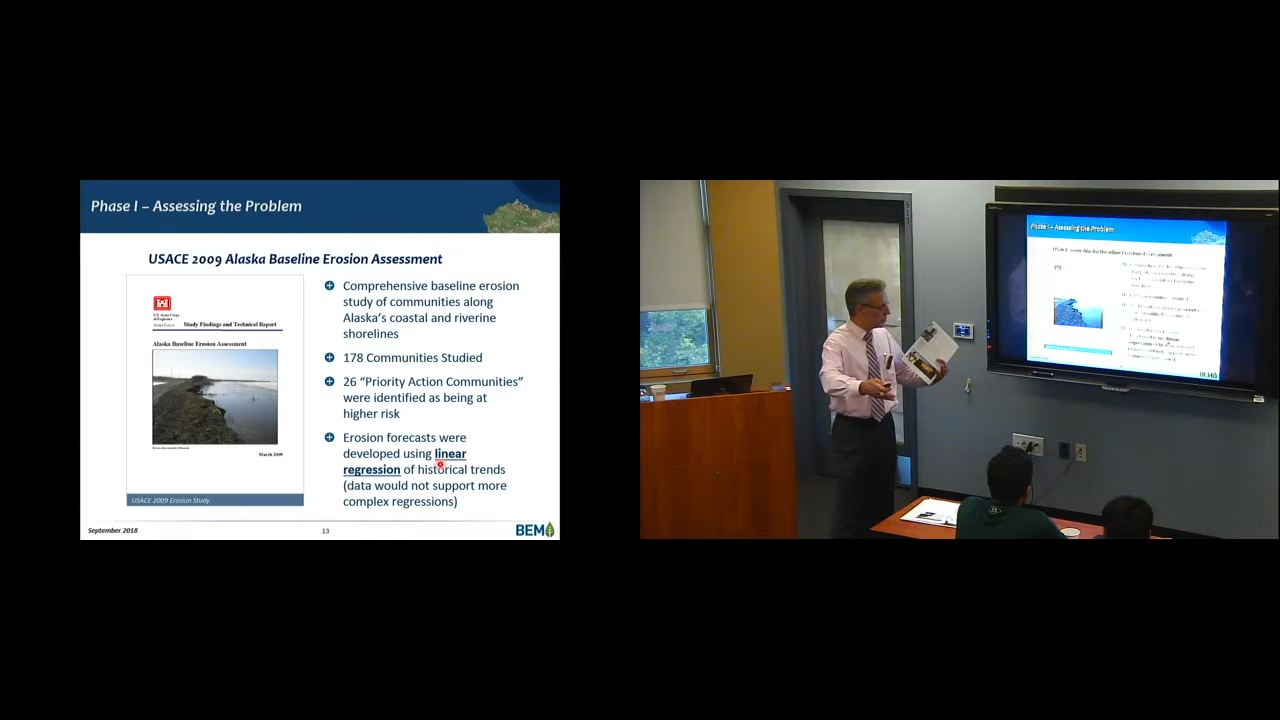 Phase I – Assessing the Problem
USACE 2009 Alaska Baseline Erosion Assessment
U.S. Army Corps
of Engineers
Alaska District
Study Findings and Technical Report
Alaska Baseline Erosion Assessment
March 2009
USACE 2009 Erosion Study
Comprehensive baseline erosion
study of communities along
Alaska's coastal and riverine
shorelines
178 Communities Studied
26 “Priority Action Communities”
were identified as being at
higher risk
Erosion forecasts were
developed using linear
regression of historical trends
(data would not support more
complex regressions)
September 2018
13
BEM
Phase I – Assessing the Problem
513